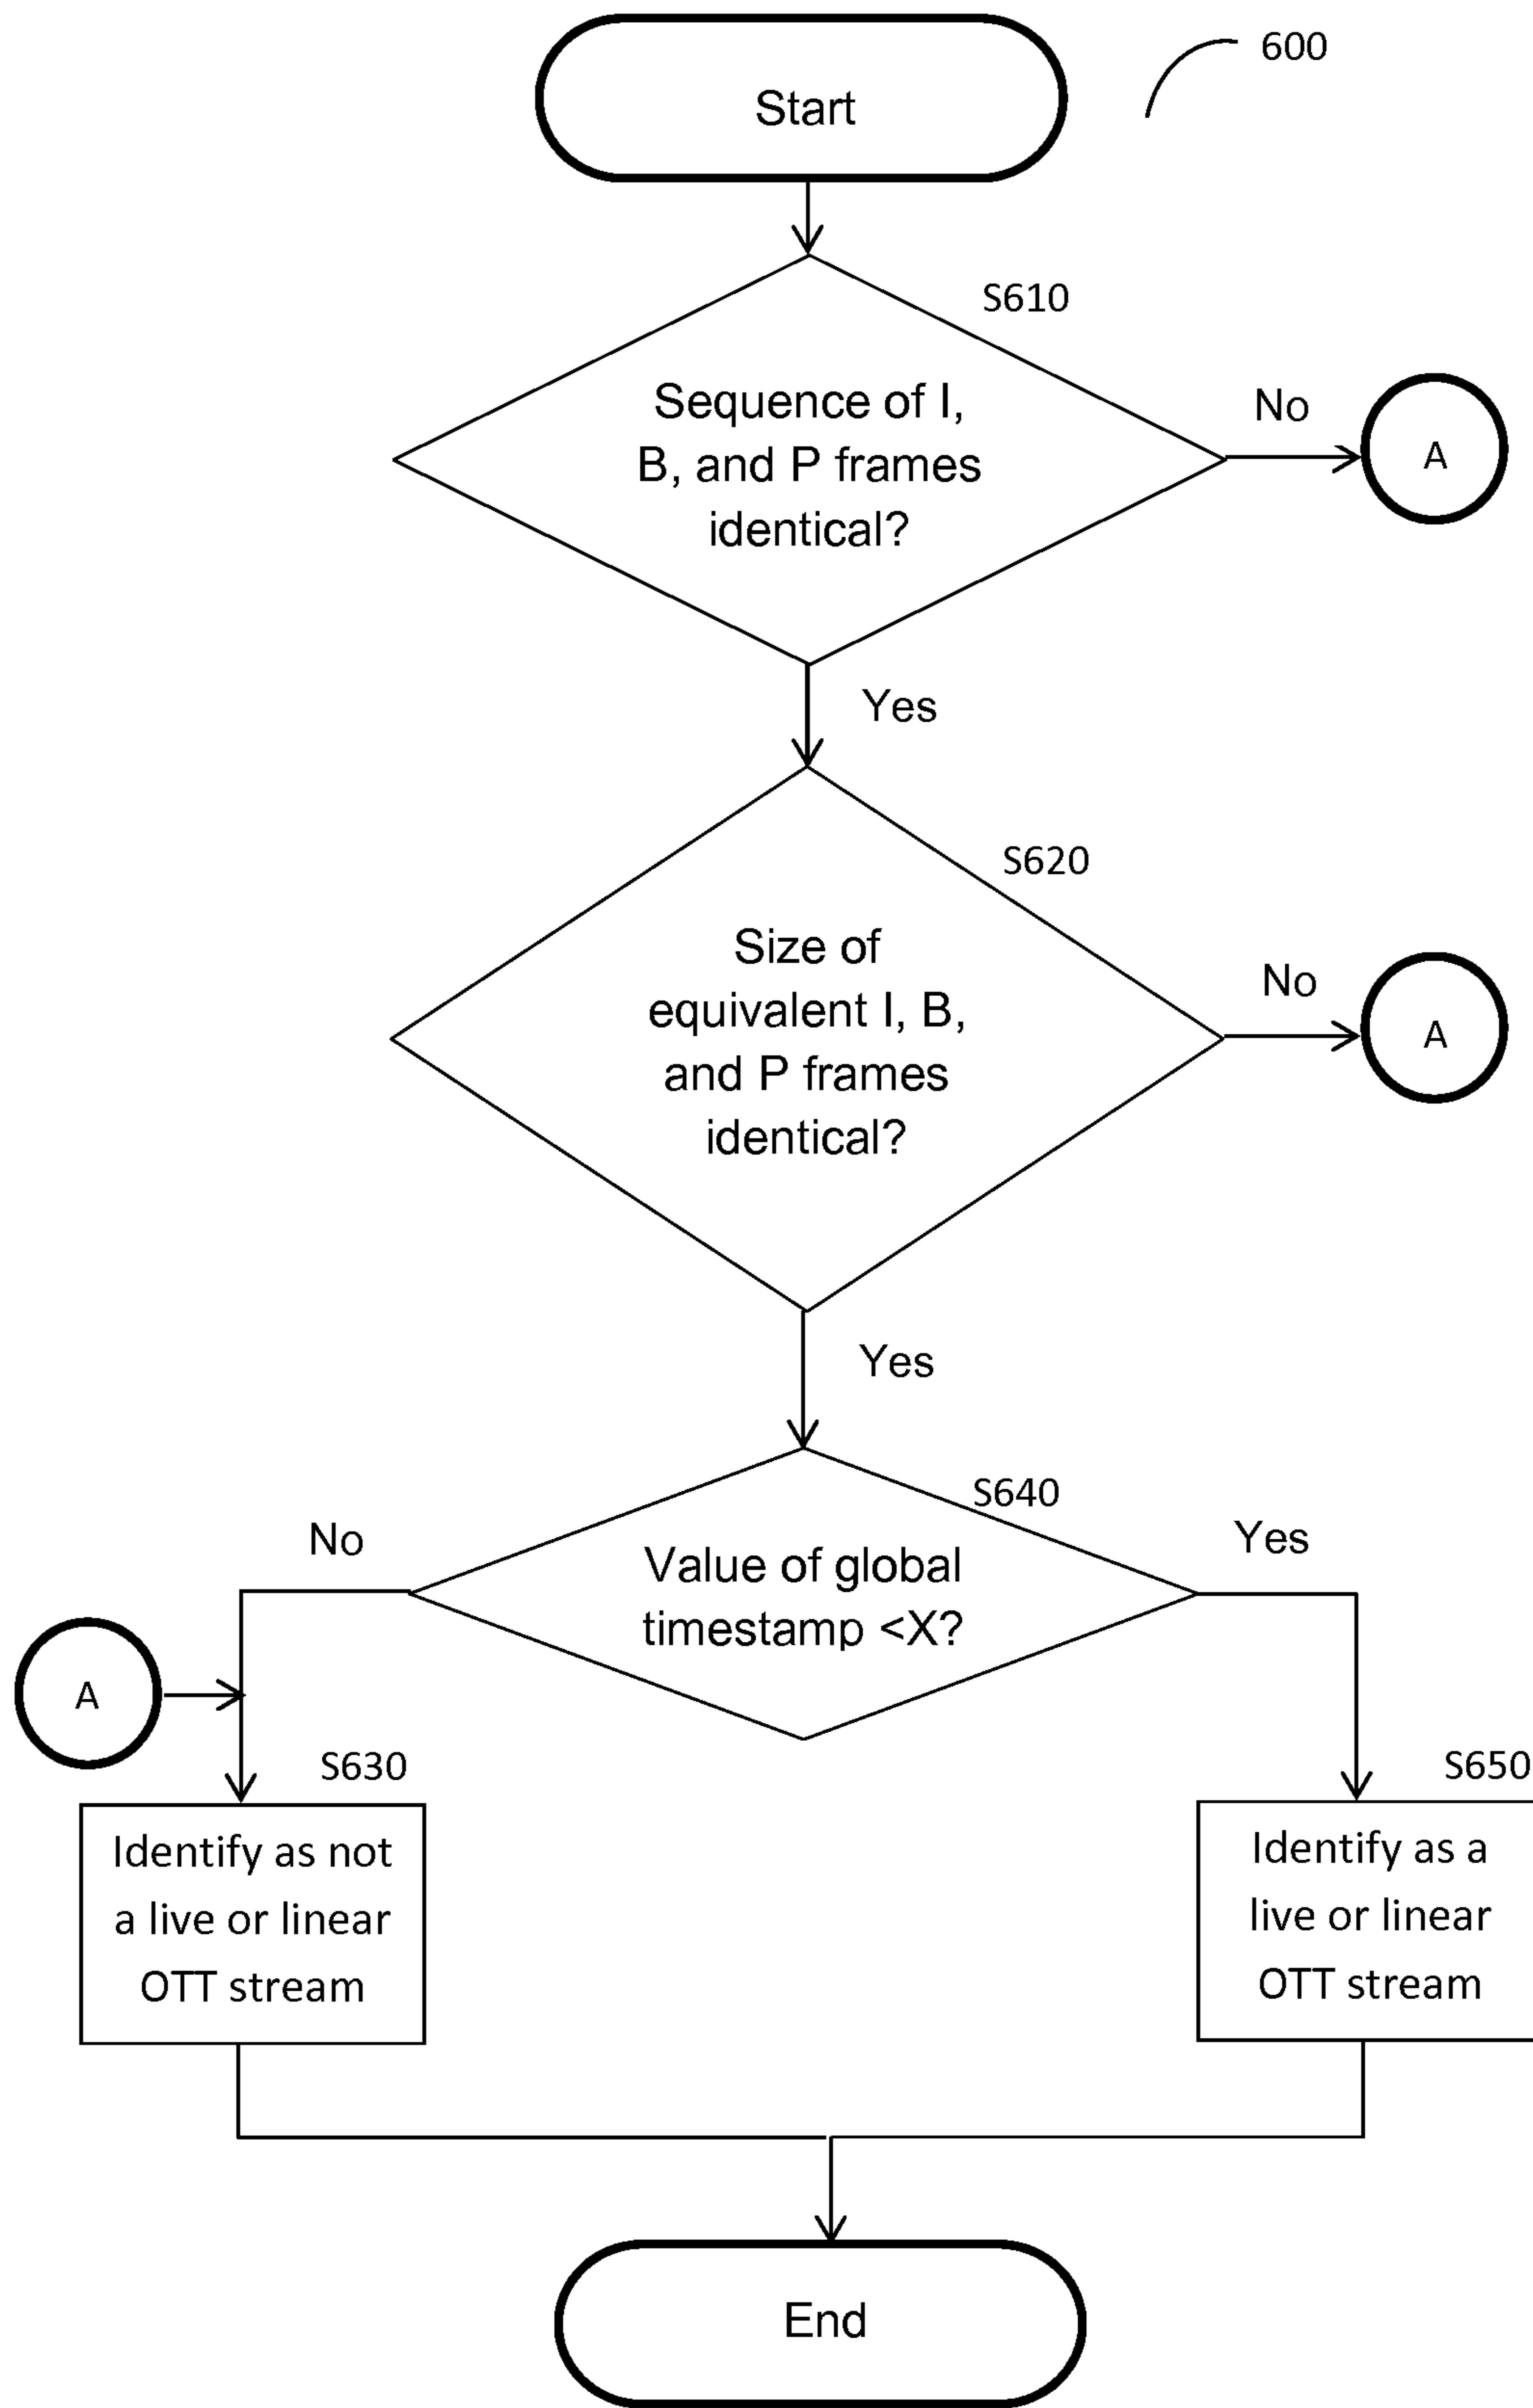 600
Start
S610
Sequence of I,
B, and P frames
identical?
No
A
Yes
S620
Size of
equivalent I, B,
and P frames
identical?
No
A
Yes
S640
No
Value of global
timestamp <X?
Yes
A
S630
Identify as not
a live or linear
OTT stream
S650
Identify as a
live or linear
OTT stream
End